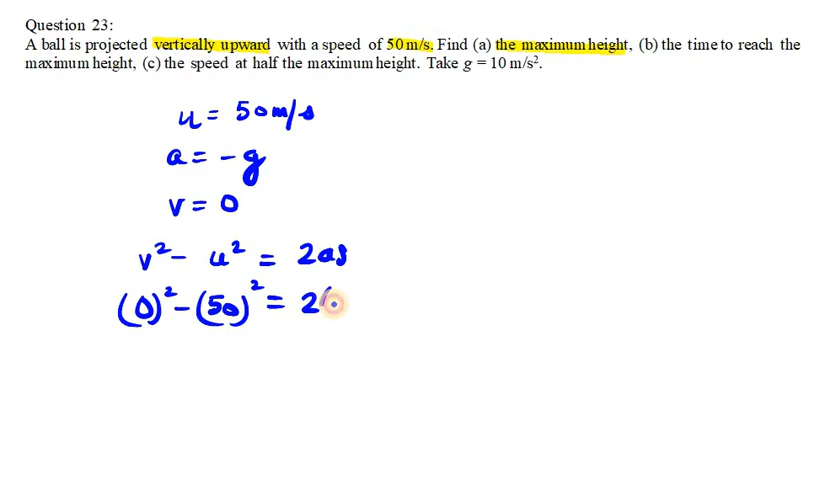 Question 23:
A ball is projected vertically upward with a speed of 50 m/s. Find (a) the maximum height, (b) the time to reach the
maximum height, (c) the speed at half the maximum height. Take g = 10 m/s².
u = 50m/s
a = -g
v = 0
v² - u² = 2as
(0)² - (50)² = 2(